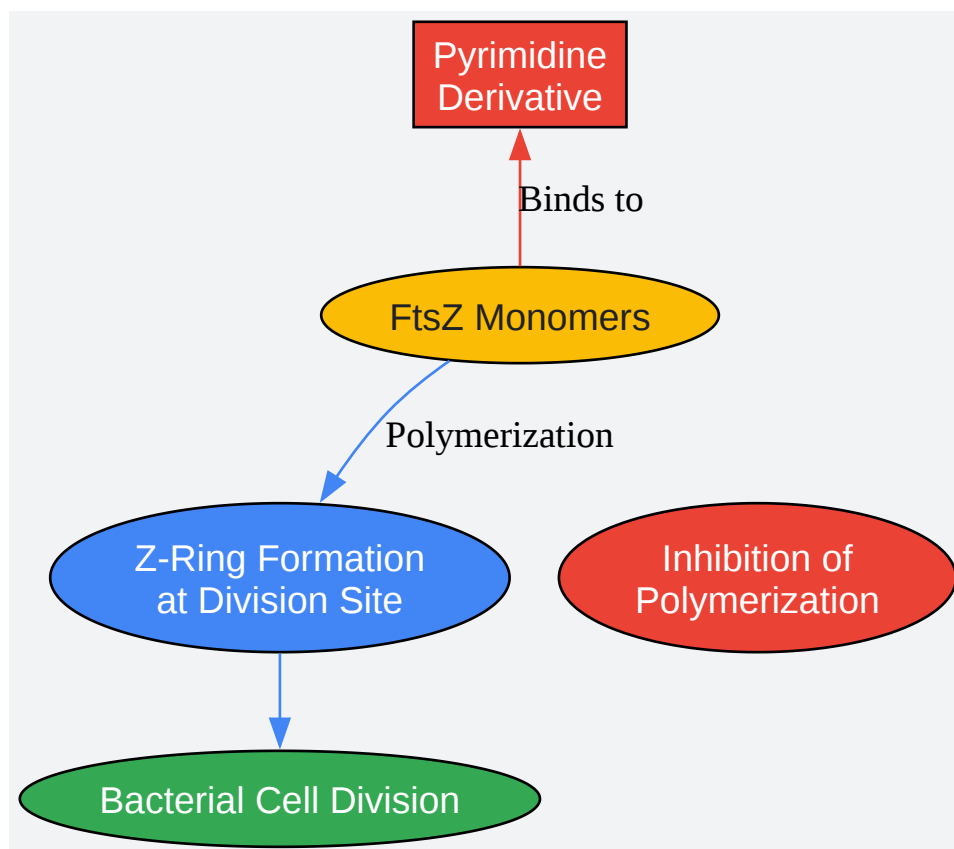 Pyrimidine
Derivative
Binds to
FtsZ Monomers
Polymerization
Z-Ring Formation
at Division Site
Inhibition of
Polymerization
Bacterial Cell Division